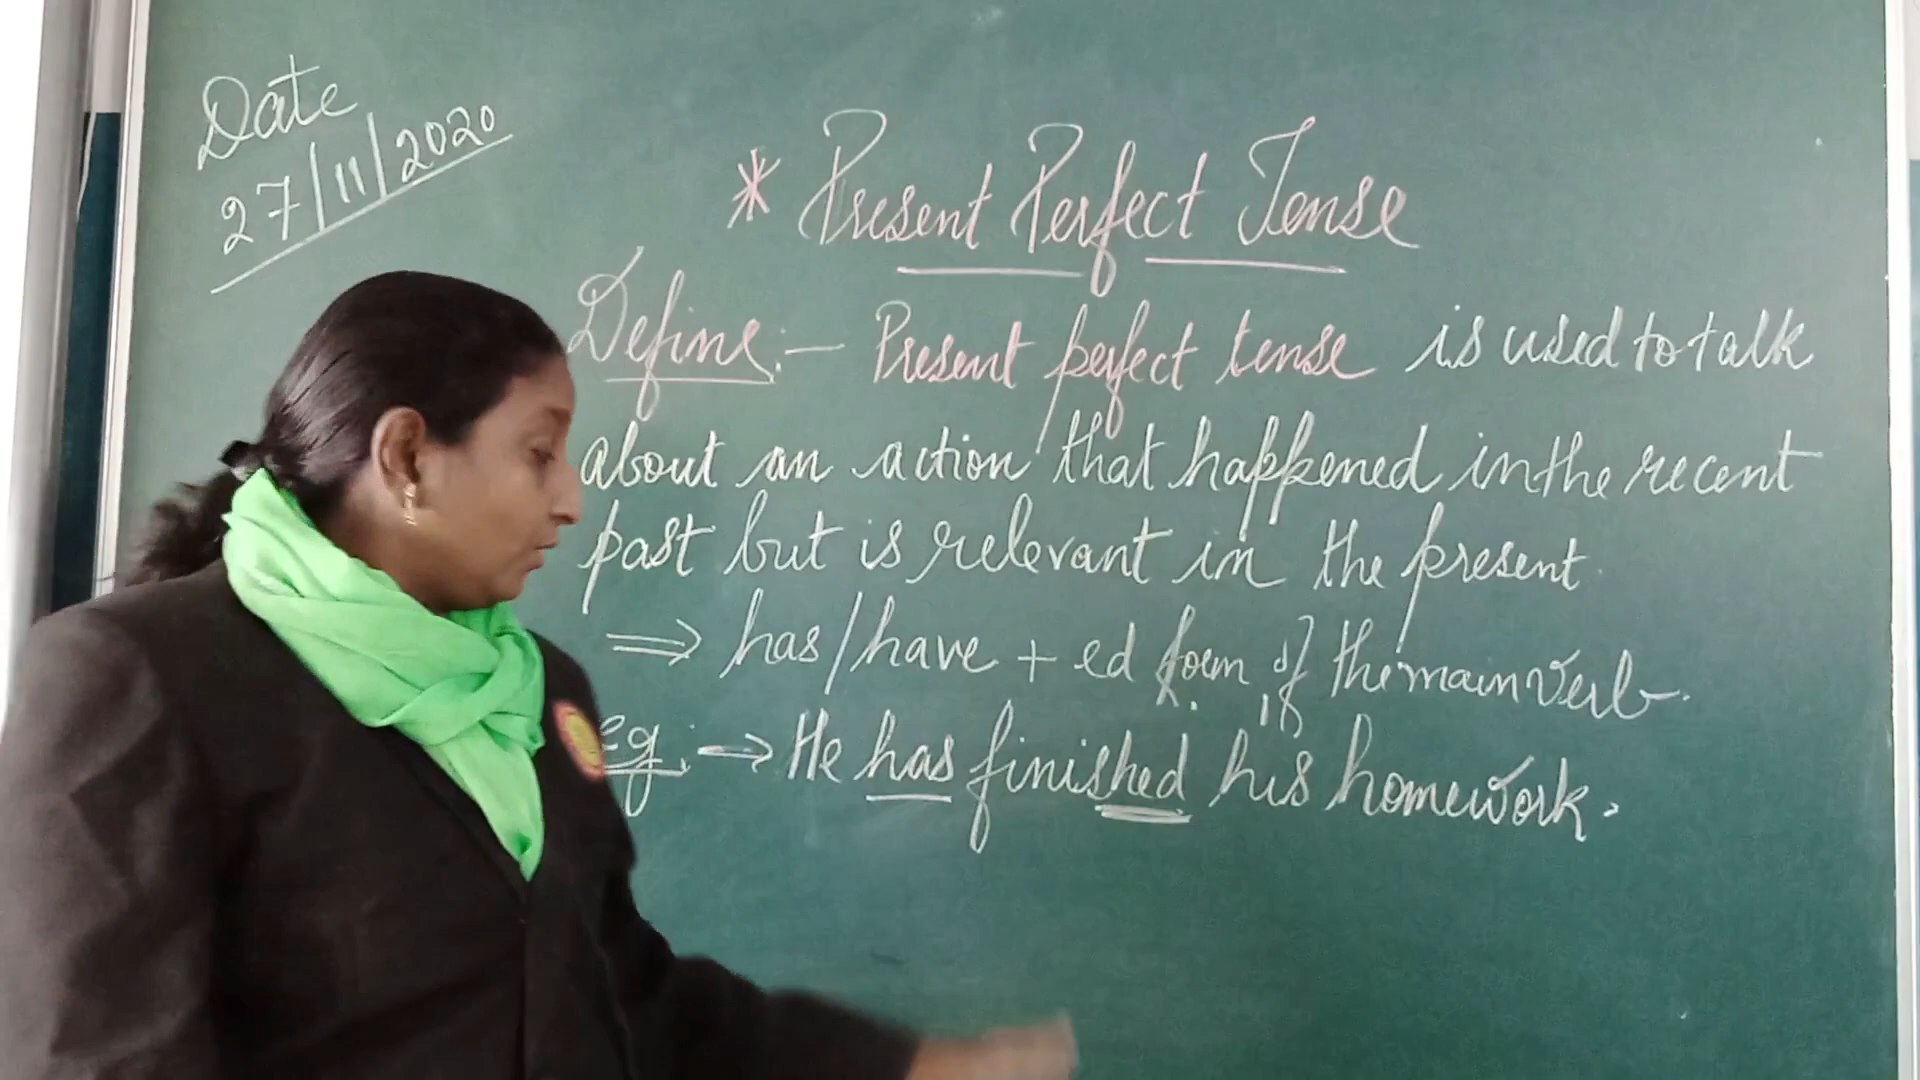 Date
27/11/2020
* Present Perfect Tense
Define:- Present perfect tense is used to talk
about an action that happened in the recent
past but is relevant in the present.
⇒ has/have + ed form of the main verb.
eg:→ He has finished his homework.